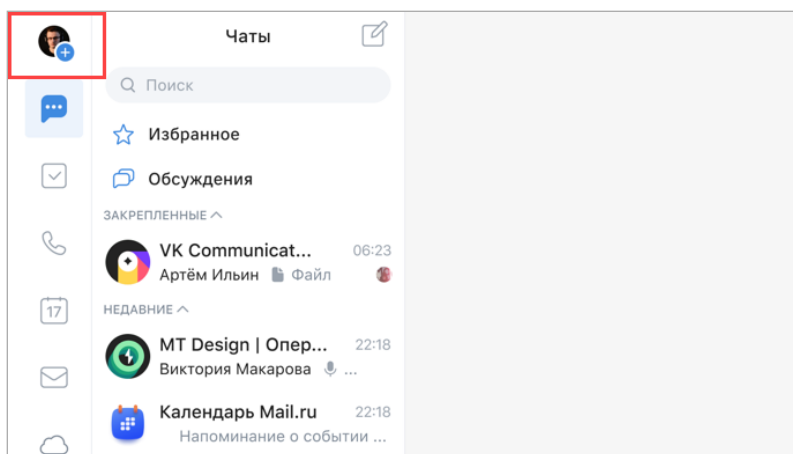 Чаты
Поиск
Избранное
Обсуждения
ЗАКРЕПЛЕННЫЕ
VK Communicat... 06:23
Артём Ильин Файл
17
НЕДАВНИЕ
MT Design | Опер... 22:18
Виктория Макарова ...
Календарь Mail.ru 22:18
Напоминание о событии ...